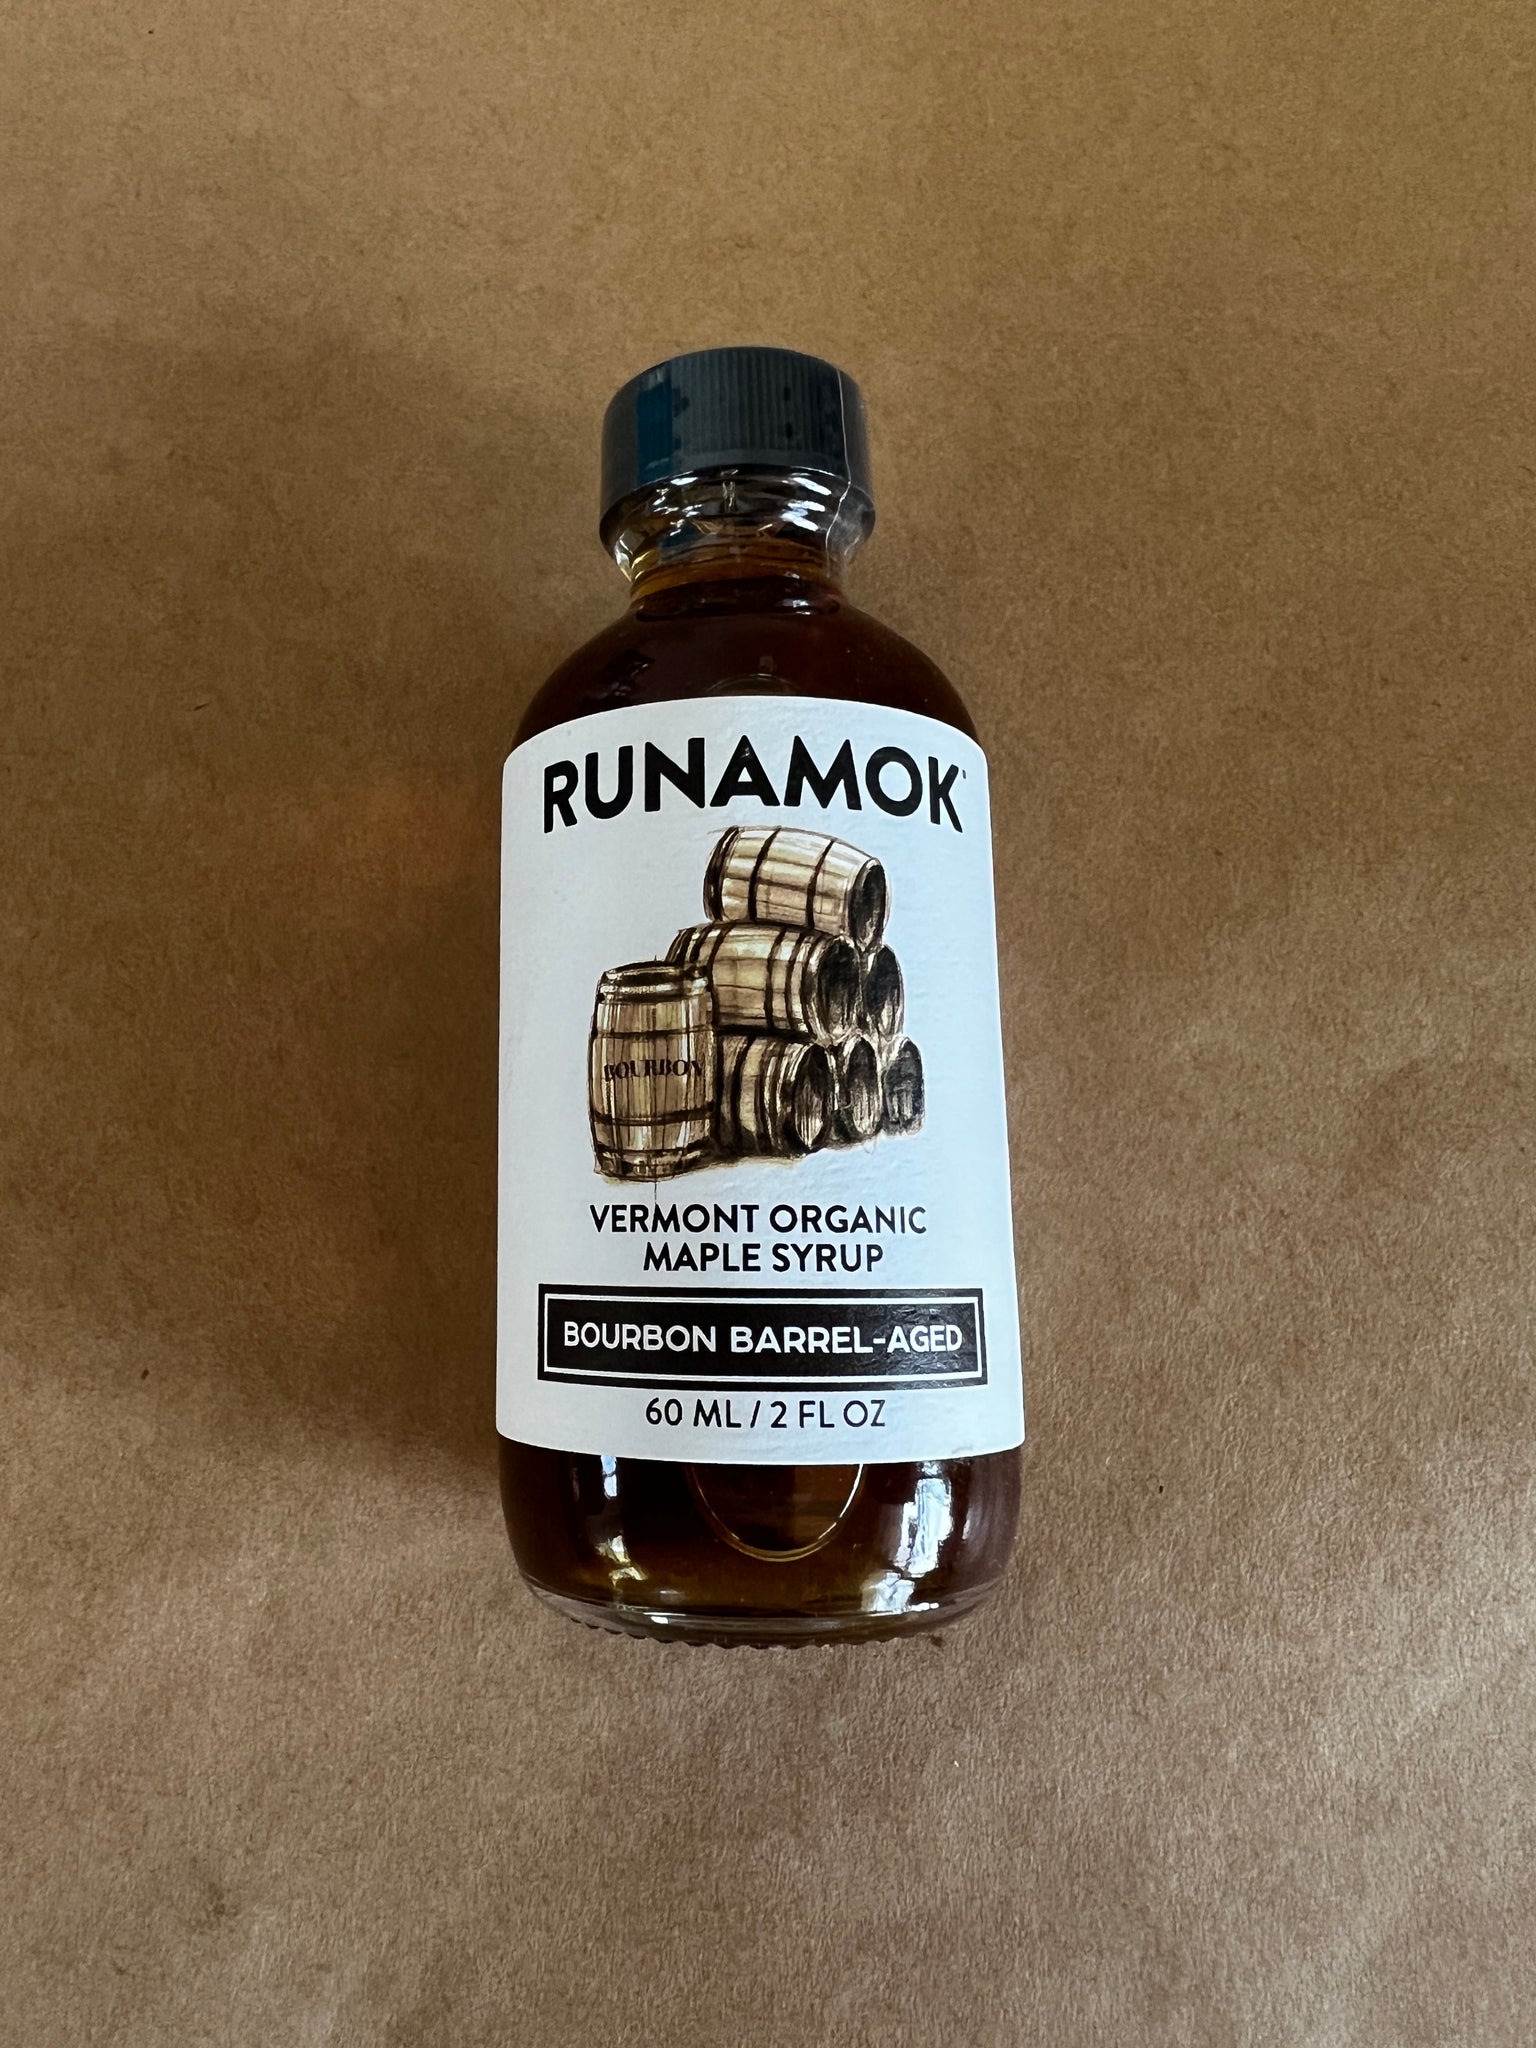 RUNAMOK
BOURBON
VERMONT ORGANIC
MAPLE SYRUP
BOURBON BARREL-AGED
60 ML / 2 FL OZ